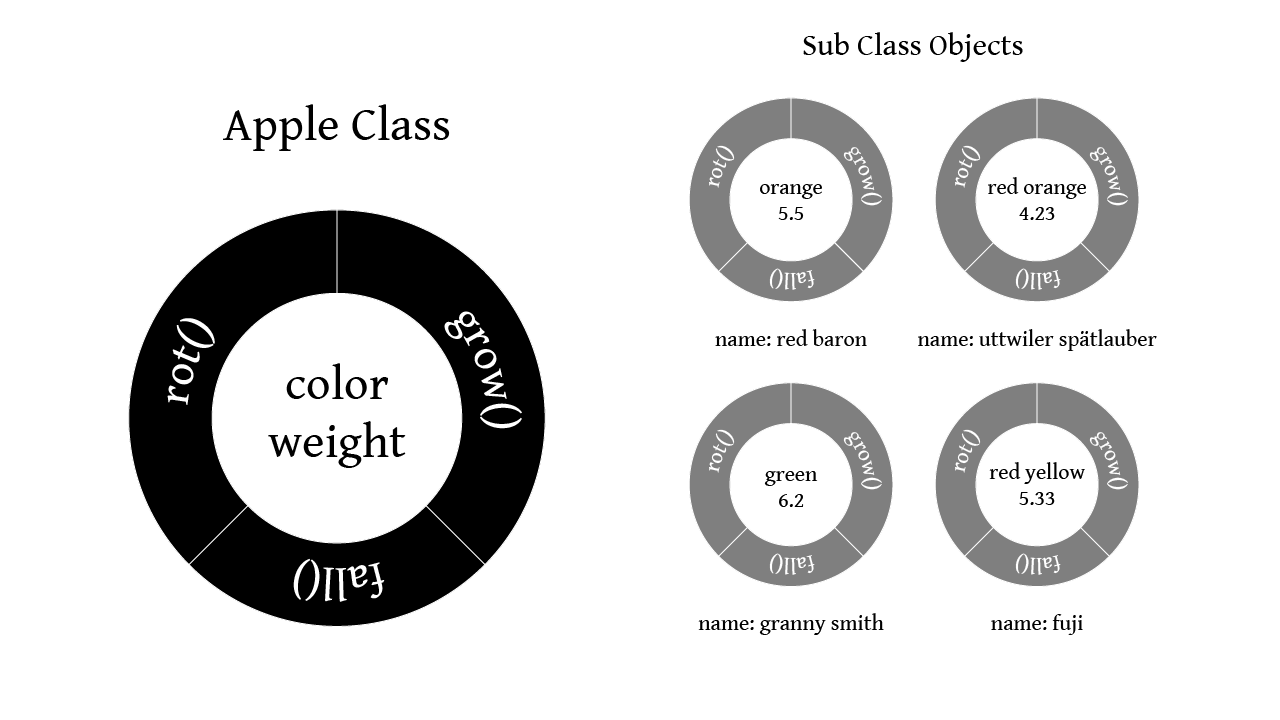 Apple Class
rot()
grow()
color
weight
fall()
Sub Class Objects
rot()
grow()
orange
5.5
fall()
name: red baron
rot()
grow()
red orange
4.23
fall()
name: uttwiler spätlauber
rot()
grow()
green
6.2
fall()
name: granny smith
rot()
grow()
red yellow
5.33
fall()
name: fuji